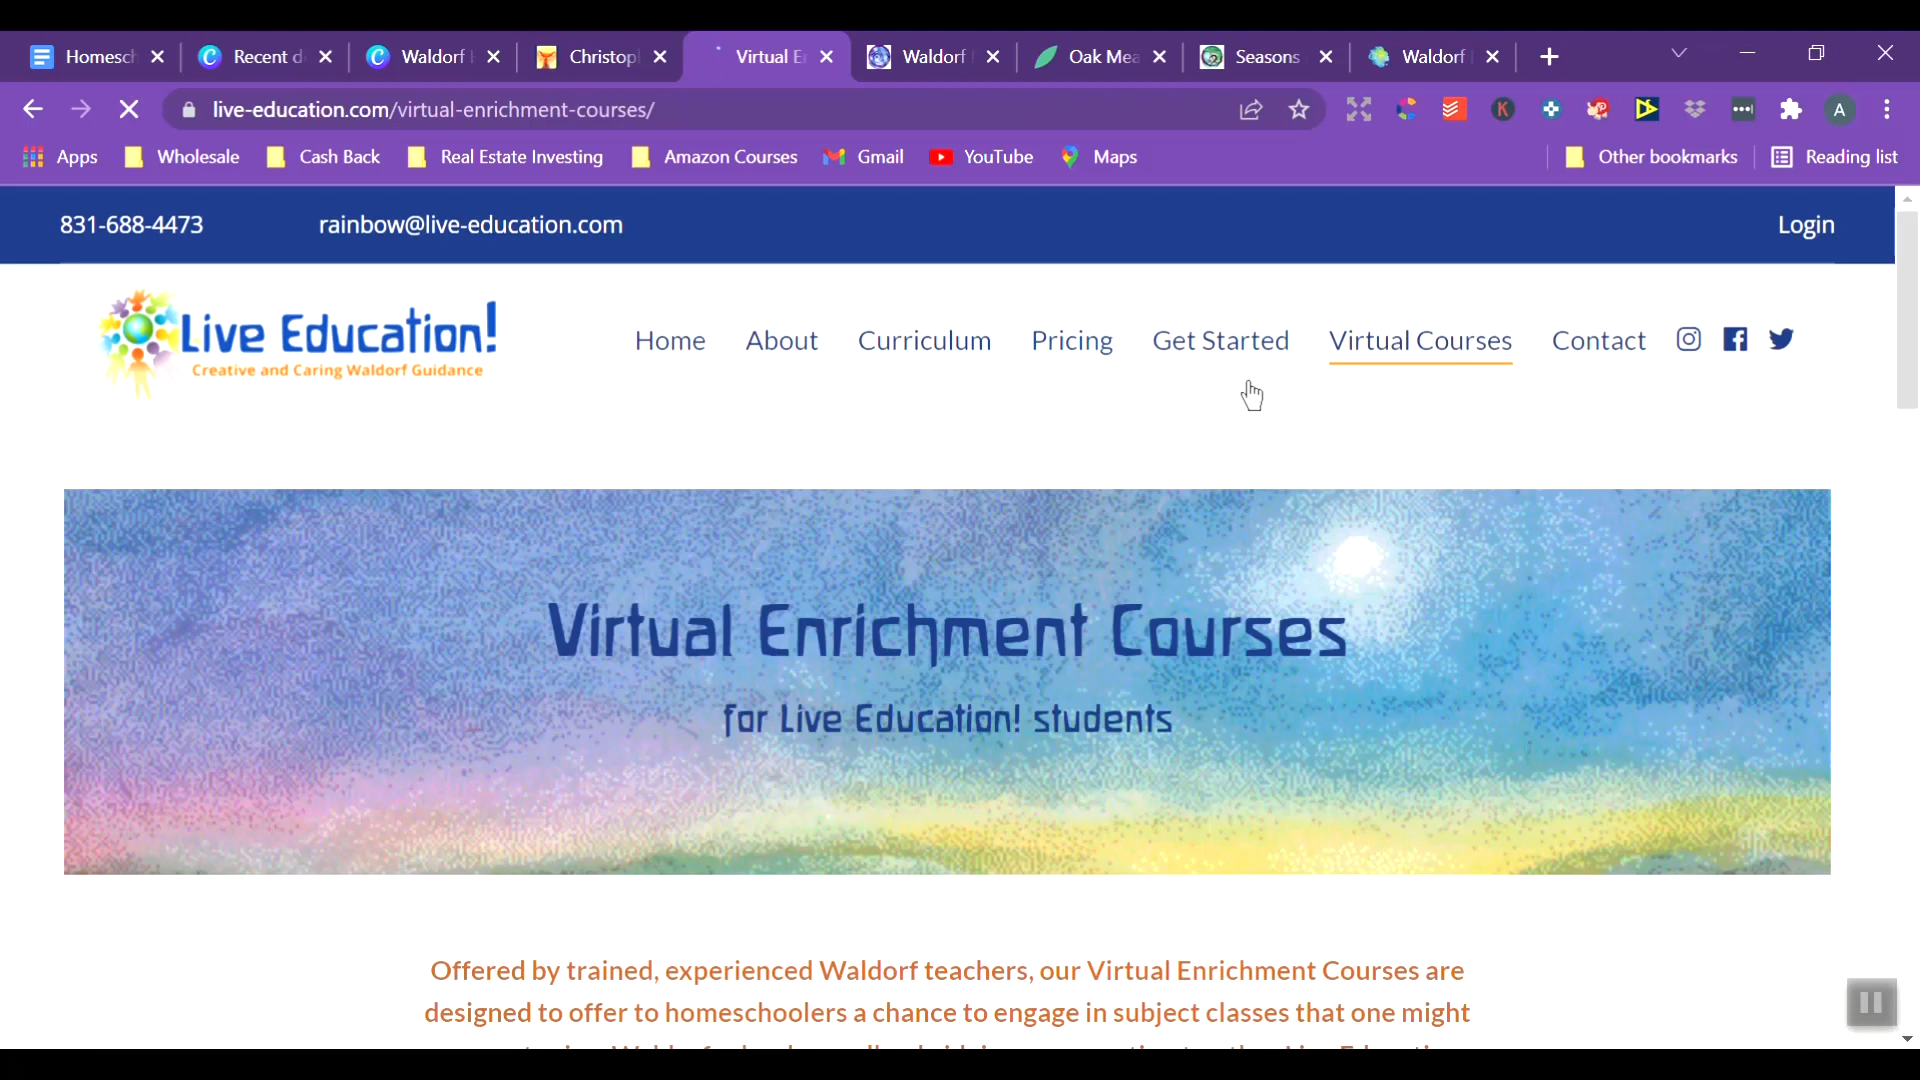 Homesch
Recent d
Waldorf
Christop
Virtual E
Waldorf
Oak Mea
Seasons
Waldorf
live-education.com/virtual-enrichment-courses/
A
Apps
Wholesale
Cash Back
Real Estate Investing
Amazon Courses
Gmail
YouTube
Maps
Other bookmarks
Reading list
831-688-4473
rainbow@live-education.com
Login
Live Education!
Creative and Caring Waldorf Guidance
Home
About
Curriculum
Pricing
Get Started
Virtual Courses
Contact
Virtual Enrichment Courses
for Live Education! students
Offered by trained, experienced Waldorf teachers, our Virtual Enrichment Courses are
designed to offer to homeschoolers a chance to engage in subject classes that one might